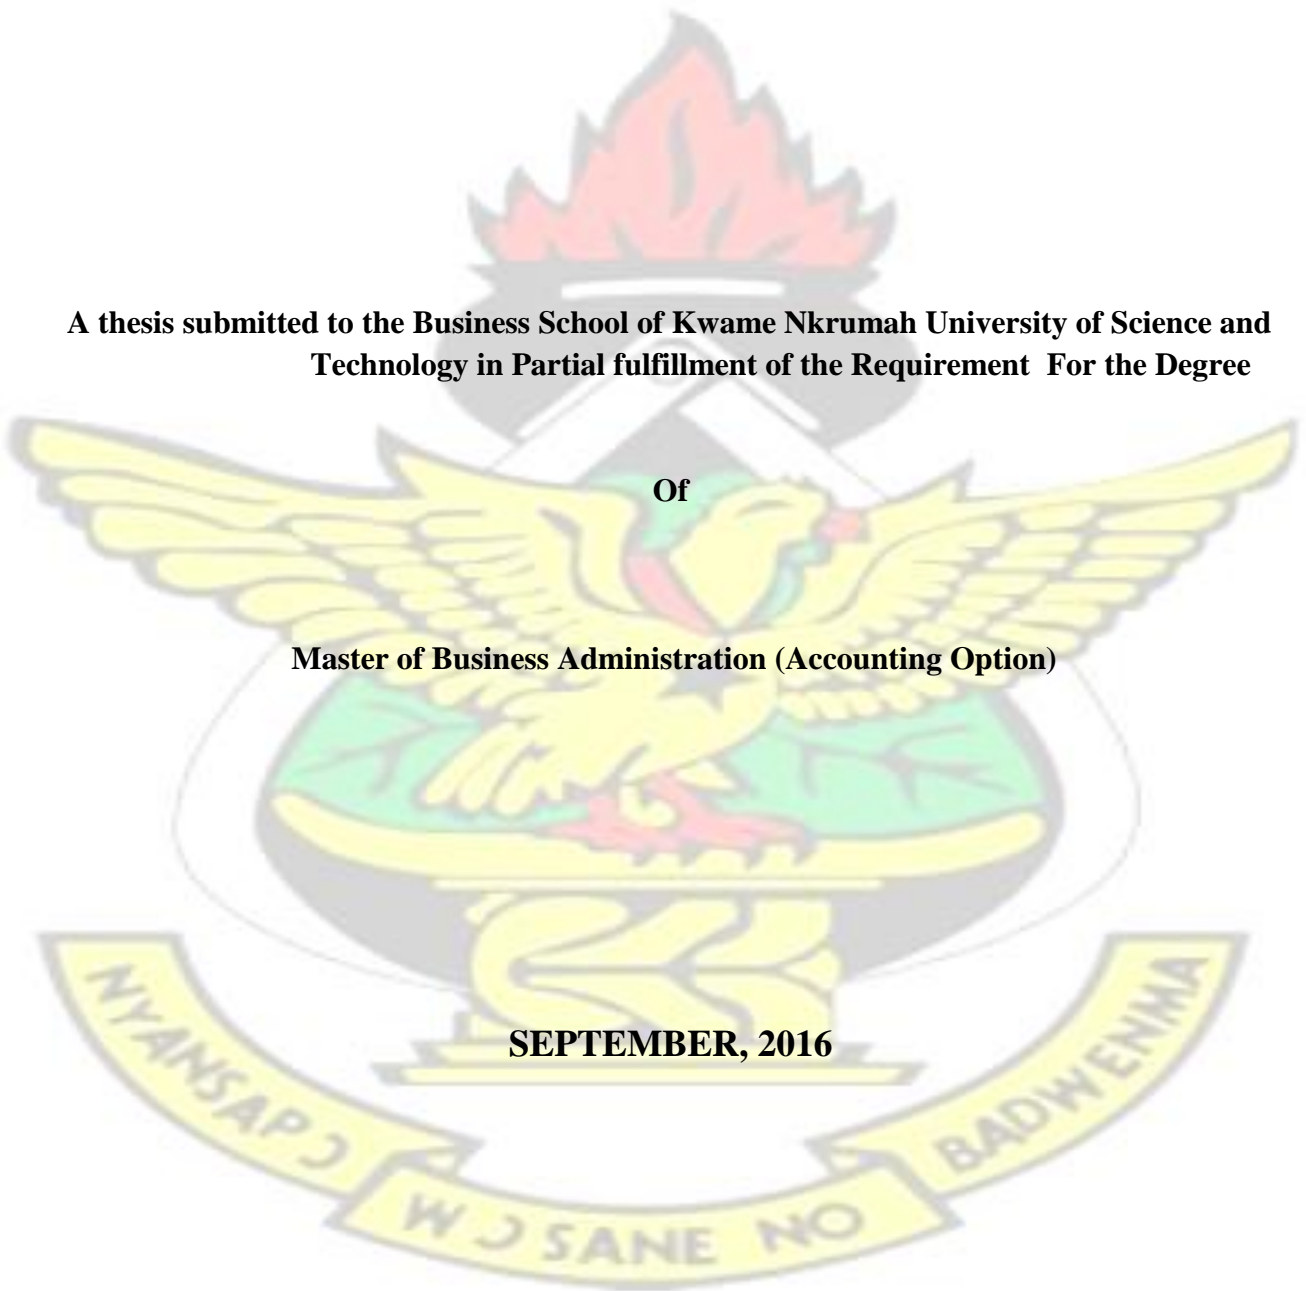 A thesis submitted to the Business School of Kwame Nkrumah University of Science and
Technology in Partial fulfillment of the Requirement  For the Degree
Of
Master of Business Administration (Accounting Option)
SEPTEMBER, 2016
NYANSAPƆ WƆSANE NO BADWENMA